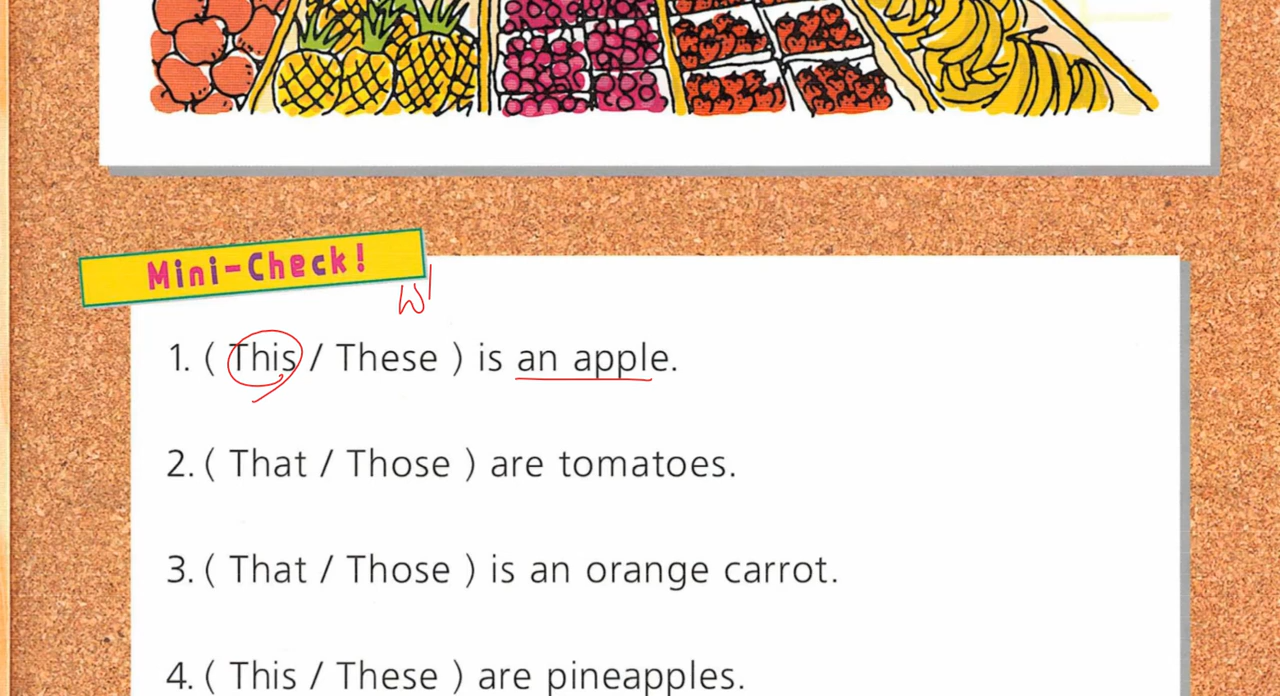 Mini-Check!
1. ( This / These ) is an apple.
2. ( That / Those ) are tomatoes.
3. ( That / Those ) is an orange carrot.
4. ( This / These ) are pineapples.